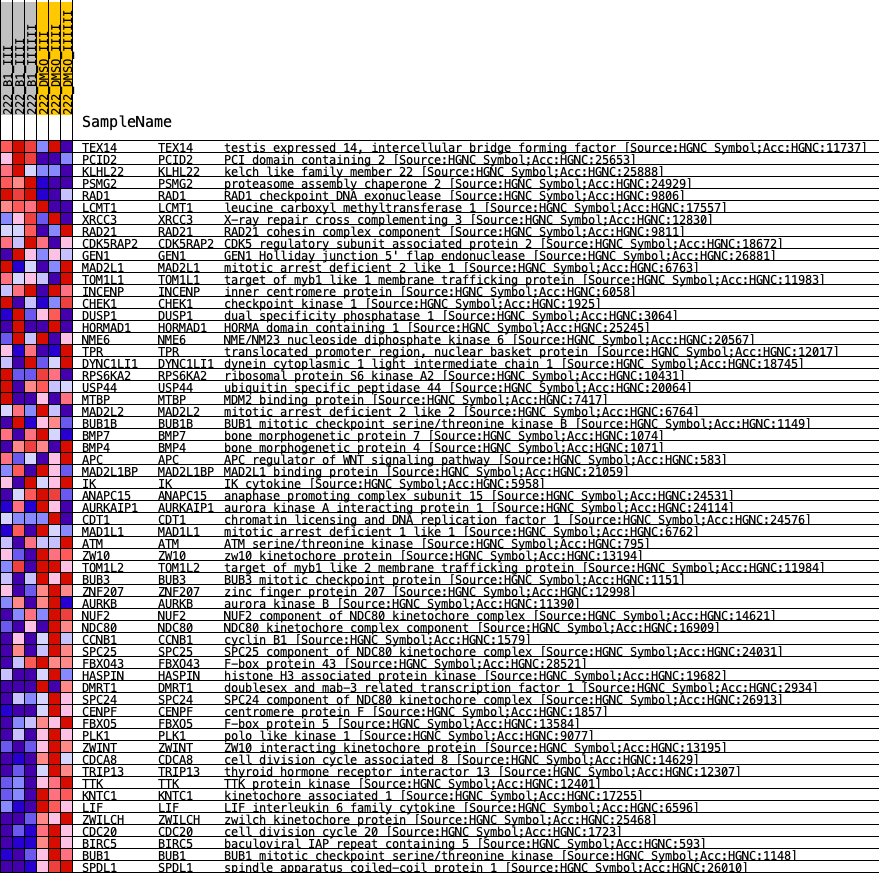 222_B1_III
222_B1_IIII
222_B1_IIIIII
222_DMSO_III
222_DMSO_IIII
222_DMSO_IIIIII
SampleName
TEX14 TEX14 testis expressed 14, intercellular bridge forming factor [Source:HGNC Symbol;Acc:HGNC:11737]
PCID2 PCID2 PCI domain containing 2 [Source:HGNC Symbol;Acc:HGNC:25653]
KLHL22 KLHL22 kelch like family member 22 [Source:HGNC Symbol;Acc:HGNC:25888]
PSMG2 PSMG2 proteasome assembly chaperone 2 [Source:HGNC Symbol;Acc:HGNC:24929]
RAD1 RAD1 RAD1 checkpoint DNA exonuclease [Source:HGNC Symbol;Acc:HGNC:9806]
LCMT1 LCMT1 leucine carboxyl methyltransferase 1 [Source:HGNC Symbol;Acc:HGNC:17557]
XRCC3 XRCC3 X-ray repair cross complementing 3 [Source:HGNC Symbol;Acc:HGNC:12830]
RAD21 RAD21 RAD21 cohesin complex component [Source:HGNC Symbol;Acc:HGNC:9811]
CDK5RAP2 CDK5RAP2 CDK5 regulatory subunit associated protein 2 [Source:HGNC Symbol;Acc:HGNC:18672]
GEN1 GEN1 GEN1 Holliday junction 5' flap endonuclease [Source:HGNC Symbol;Acc:HGNC:26881]
MAD2L1 MAD2L1 mitotic arrest deficient 2 like 1 [Source:HGNC Symbol;Acc:HGNC:6763]
TOM1L1 TOM1L1 target of myb1 like 1 membrane trafficking protein [Source:HGNC Symbol;Acc:HGNC:11983]
INCENP INCENP inner centromere protein [Source:HGNC Symbol;Acc:HGNC:6058]
CHEK1 CHEK1 checkpoint kinase 1 [Source:HGNC Symbol;Acc:HGNC:1925]
DUSP1 DUSP1 dual specificity phosphatase 1 [Source:HGNC Symbol;Acc:HGNC:3064]
HORMAD1 HORMAD1 HORMA domain containing 1 [Source:HGNC Symbol;Acc:HGNC:25245]
NME6 NME6 NME/NM23 nucleoside diphosphate kinase 6 [Source:HGNC Symbol;Acc:HGNC:20567]
TPR TPR translocated promoter region, nuclear basket protein [Source:HGNC Symbol;Acc:HGNC:12017]
DYNC1LI1 DYNC1LI1 dynein cytoplasmic 1 light intermediate chain 1 [Source:HGNC Symbol;Acc:HGNC:18745]
RPS6KA2 RPS6KA2 ribosomal protein S6 kinase A2 [Source:HGNC Symbol;Acc:HGNC:10431]
USP44 USP44 ubiquitin specific peptidase 44 [Source:HGNC Symbol;Acc:HGNC:20064]
MTBP MTBP MDM2 binding protein [Source:HGNC Symbol;Acc:HGNC:7417]
MAD2L2 MAD2L2 mitotic arrest deficient 2 like 2 [Source:HGNC Symbol;Acc:HGNC:6764]
BUB1B BUB1B BUB1 mitotic checkpoint serine/threonine kinase B [Source:HGNC Symbol;Acc:HGNC:1149]
BMP7 BMP7 bone morphogenetic protein 7 [Source:HGNC Symbol;Acc:HGNC:1074]
BMP4 BMP4 bone morphogenetic protein 4 [Source:HGNC Symbol;Acc:HGNC:1071]
APC APC APC regulator of WNT signaling pathway [Source:HGNC Symbol;Acc:HGNC:583]
MAD2L1BP MAD2L1BP MAD2L1 binding protein [Source:HGNC Symbol;Acc:HGNC:21059]
IK IK IK cytokine [Source:HGNC Symbol;Acc:HGNC:5958]
ANAPC15 ANAPC15 anaphase promoting complex subunit 15 [Source:HGNC Symbol;Acc:HGNC:24531]
AURKAIP1 AURKAIP1 aurora kinase A interacting protein 1 [Source:HGNC Symbol;Acc:HGNC:24114]
CDT1 CDT1 chromatin licensing and DNA replication factor 1 [Source:HGNC Symbol;Acc:HGNC:24576]
MAD1L1 MAD1L1 mitotic arrest deficient 1 like 1 [Source:HGNC Symbol;Acc:HGNC:6762]
ATM ATM ATM serine/threonine kinase [Source:HGNC Symbol;Acc:HGNC:795]
ZW10 ZW10 zw10 kinetochore protein [Source:HGNC Symbol;Acc:HGNC:13194]
TOM1L2 TOM1L2 target of myb1 like 2 membrane trafficking protein [Source:HGNC Symbol;Acc:HGNC:11984]
BUB3 BUB3 BUB3 mitotic checkpoint protein [Source:HGNC Symbol;Acc:HGNC:1151]
ZNF207 ZNF207 zinc finger protein 207 [Source:HGNC Symbol;Acc:HGNC:12998]
AURKB AURKB aurora kinase B [Source:HGNC Symbol;Acc:HGNC:11390]
NUF2 NUF2 NUF2 component of NDC80 kinetochore complex [Source:HGNC Symbol;Acc:HGNC:14621]
NDC80 NDC80 NDC80 kinetochore complex component [Source:HGNC Symbol;Acc:HGNC:16909]
CCNB1 CCNB1 cyclin B1 [Source:HGNC Symbol;Acc:HGNC:1579]
SPC25 SPC25 SPC25 component of NDC80 kinetochore complex [Source:HGNC Symbol;Acc:HGNC:24031]
FBXO43 FBXO43 F-box protein 43 [Source:HGNC Symbol;Acc:HGNC:28521]
HASPIN HASPIN histone H3 associated protein kinase [Source:HGNC Symbol;Acc:HGNC:19682]
DMRT1 DMRT1 doublesex and mab-3 related transcription factor 1 [Source:HGNC Symbol;Acc:HGNC:2934]
SPC24 SPC24 SPC24 component of NDC80 kinetochore complex [Source:HGNC Symbol;Acc:HGNC:26913]
CENPF CENPF centromere protein F [Source:HGNC Symbol;Acc:HGNC:1857]
FBXO5 FBXO5 F-box protein 5 [Source:HGNC Symbol;Acc:HGNC:13584]
PLK1 PLK1 polo like kinase 1 [Source:HGNC Symbol;Acc:HGNC:9077]
ZWINT ZWINT ZW10 interacting kinetochore protein [Source:HGNC Symbol;Acc:HGNC:13195]
CDCA8 CDCA8 cell division cycle associated 8 [Source:HGNC Symbol;Acc:HGNC:14629]
TRIP13 TRIP13 thyroid hormone receptor interactor 13 [Source:HGNC Symbol;Acc:HGNC:12307]
TTK TTK TTK protein kinase [Source:HGNC Symbol;Acc:HGNC:12401]
KNTC1 KNTC1 kinetochore associated 1 [Source:HGNC Symbol;Acc:HGNC:17255]
LIF LIF LIF interleukin 6 family cytokine [Source:HGNC Symbol;Acc:HGNC:6596]
ZWILCH ZWILCH zwilch kinetochore protein [Source:HGNC Symbol;Acc:HGNC:25468]
CDC20 CDC20 cell division cycle 20 [Source:HGNC Symbol;Acc:HGNC:1723]
BIRC5 BIRC5 baculoviral IAP repeat containing 5 [Source:HGNC Symbol;Acc:HGNC:593]
BUB1 BUB1 BUB1 mitotic checkpoint serine/threonine kinase [Source:HGNC Symbol;Acc:HGNC:1148]
SPDL1 SPDL1 spindle apparatus coiled-coil protein 1 [Source:HGNC Symbol;Acc:HGNC:26010]